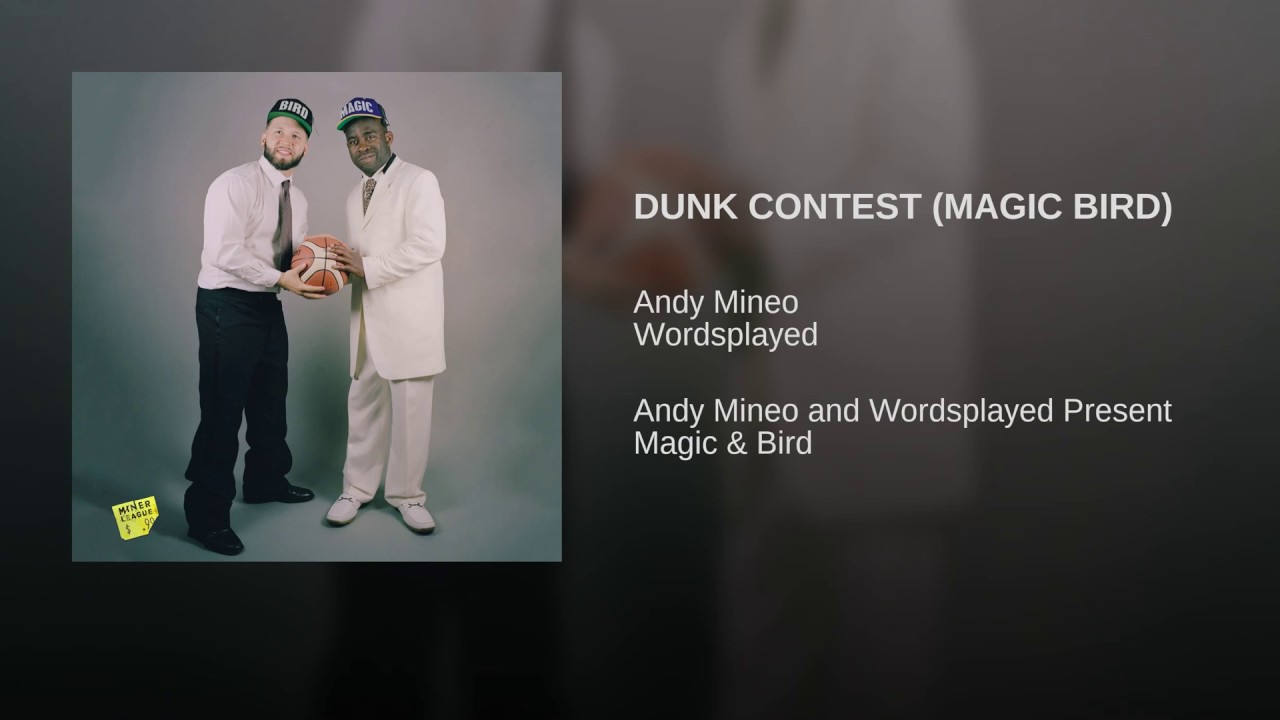 BIRD
MAGIC
MINER
LEAGUE
DUNK CONTEST (MAGIC BIRD)
Andy Mineo
Wordsplayed
Andy Mineo and Wordsplayed Present
Magic & Bird